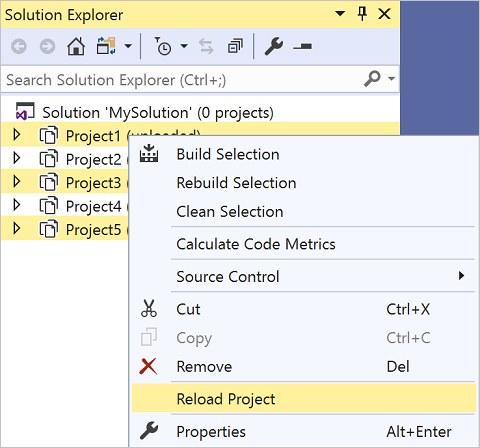 Solution Explorer
Search Solution Explorer (Ctrl+;)
Solution 'MySolution' (0 projects)
Project1
Project2 (
Project3 (
Project4 (
Project5 (
Build Selection
Rebuild Selection
Clean Selection
Calculate Code Metrics
Source Control
Cut Ctrl+X
Copy Ctrl+C
Remove Del
Reload Project
Properties Alt+Enter